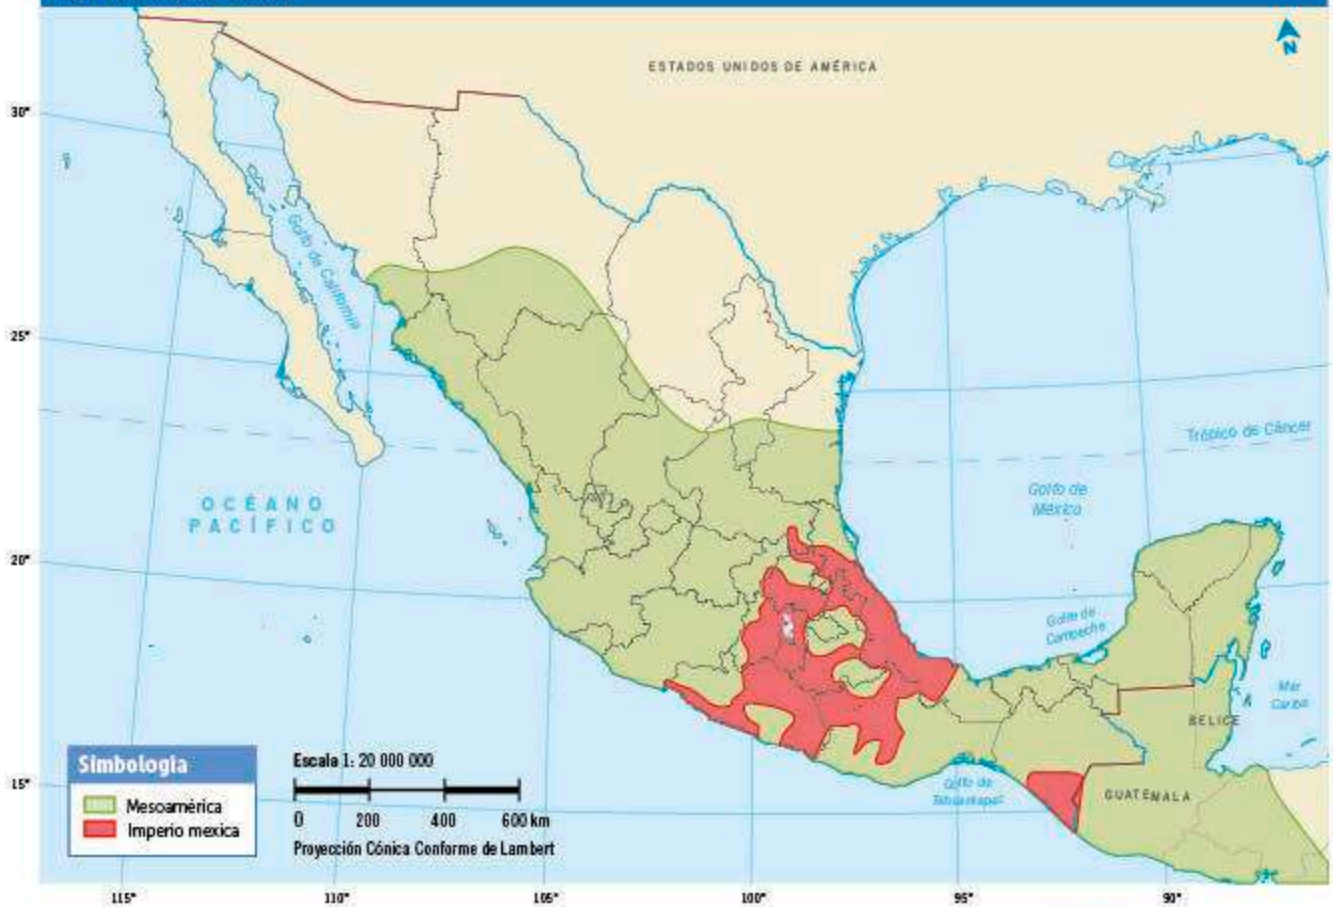 ESTADOS UNIDOS DE AMÉRICA
N
30°
Golfo de California
25°
Trópico de Cáncer
OCÉANO
PACÍFICO
Golfo de
México
20°
Golfo de
Campeche
Mar
Caribe
BELICE
Simbología
Mesoamérica
Imperio mexica
Escala 1: 20 000 000
0 200 400 600 km
Proyección Cónica Conforme de Lambert
15°
Golfo de
Tehuantepec
GUATEMALA
115° 110° 105° 100° 95° 90°